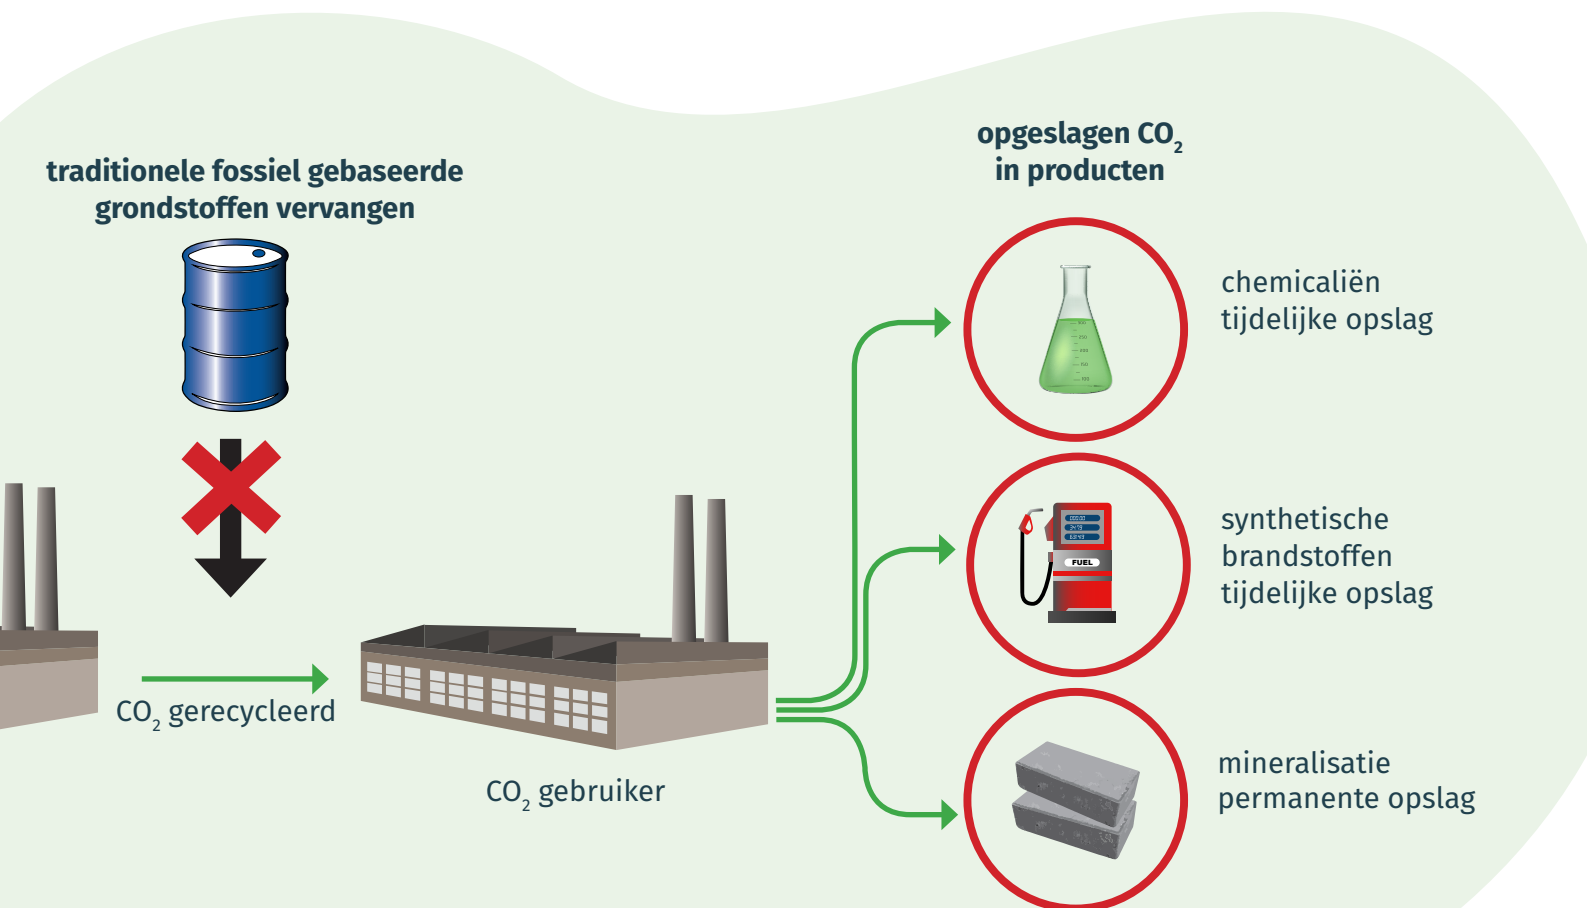 traditionele fossiel gebaseerde
grondstoffen vervangen
CO₂ gerecycleerd
CO₂ gebruiker
opgeslagen CO₂
in producten
chemicaliën
tijdelijke opslag
synthetische
brandstoffen
tijdelijke opslag
FUEL
mineralisatie
permanente opslag